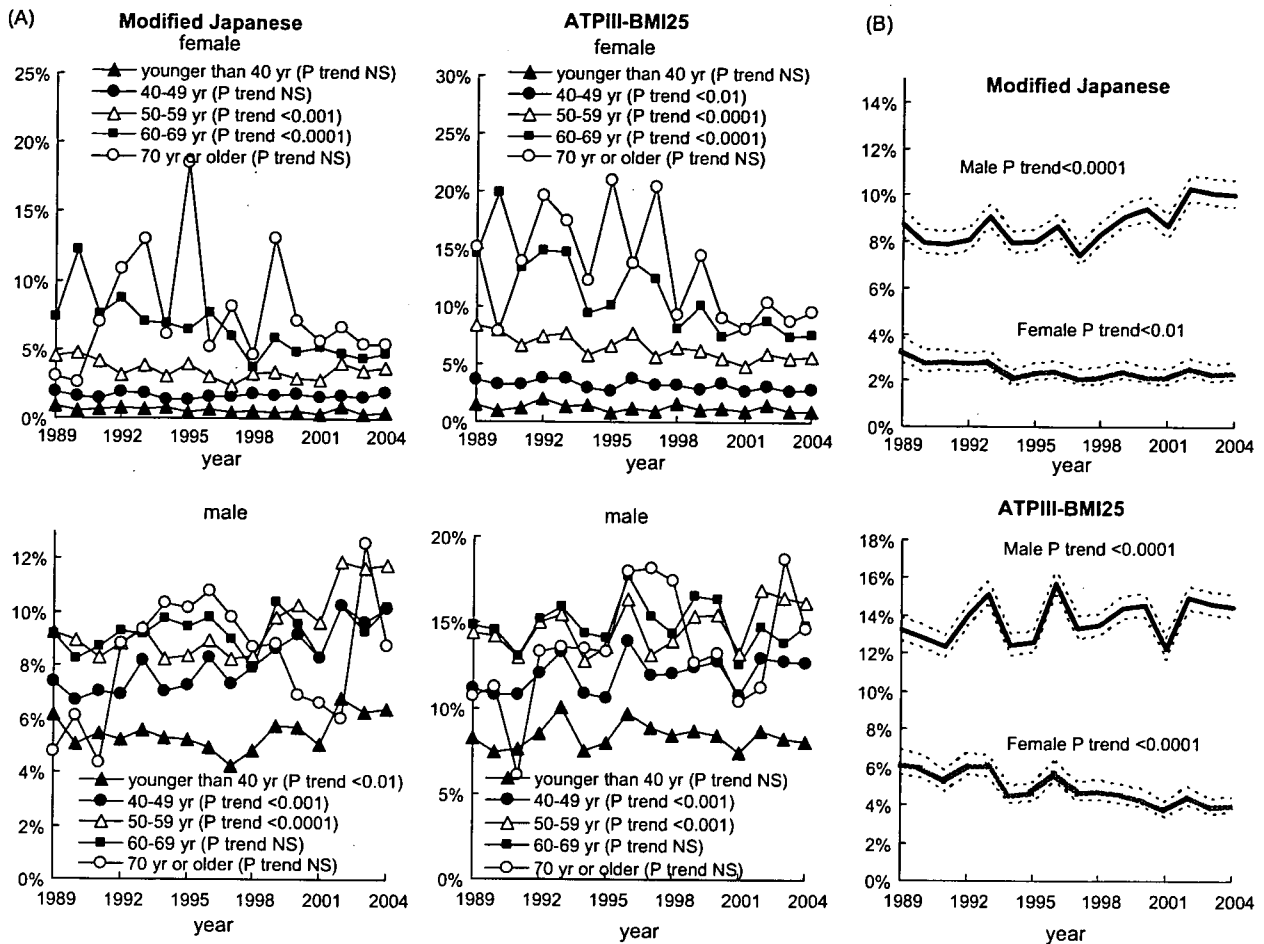 (A)
Modified Japanese
female
25%
20%
15%
10%
5%
0%
younger than 40 yr (P trend NS)
40-49 yr (P trend NS)
50-59 yr (P trend <0.001)
60-69 yr (P trend <0.0001)
70 yr or older (P trend NS)
1989 1992 1995 1998 2001 2004
year
ATPIII-BMI25
female
30%
25%
20%
15%
10%
5%
0%
younger than 40 yr (P trend NS)
40-49 yr (P trend <0.01)
50-59 yr (P trend <0.0001)
60-69 yr (P trend <0.0001)
70 yr or older (P trend NS)
1989 1992 1995 1998 2001 2004
year
male
12%
10%
8%
6%
4%
2%
0%
younger than 40 yr (P trend <0.01)
40-49 yr (P trend <0.001)
50-59 yr (P trend <0.0001)
60-69 yr (P trend NS)
70 yr or older (P trend NS)
1989 1992 1995 1998 2001 2004
year
male
20%
15%
10%
5%
0%
younger than 40 yr (P trend NS)
40-49 yr (P trend <0.001)
50-59 yr (P trend <0.001)
60-69 yr (P trend NS)
70 yr or older (P trend NS)
1989 1992 1995 1998 2001 2004
year
(B)
Modified Japanese
14%
12%
10%
8%
6%
4%
2%
0%
Male P trend<0.0001
Female P trend<0.01
1989 1992 1995 1998 2001 2004
year
ATPIII-BMI25
18%
16%
14%
12%
10%
8%
6%
4%
2%
0%
Male P trend <0.0001
Female P trend <0.0001
1989 1992 1995 1998 2001 2004
year